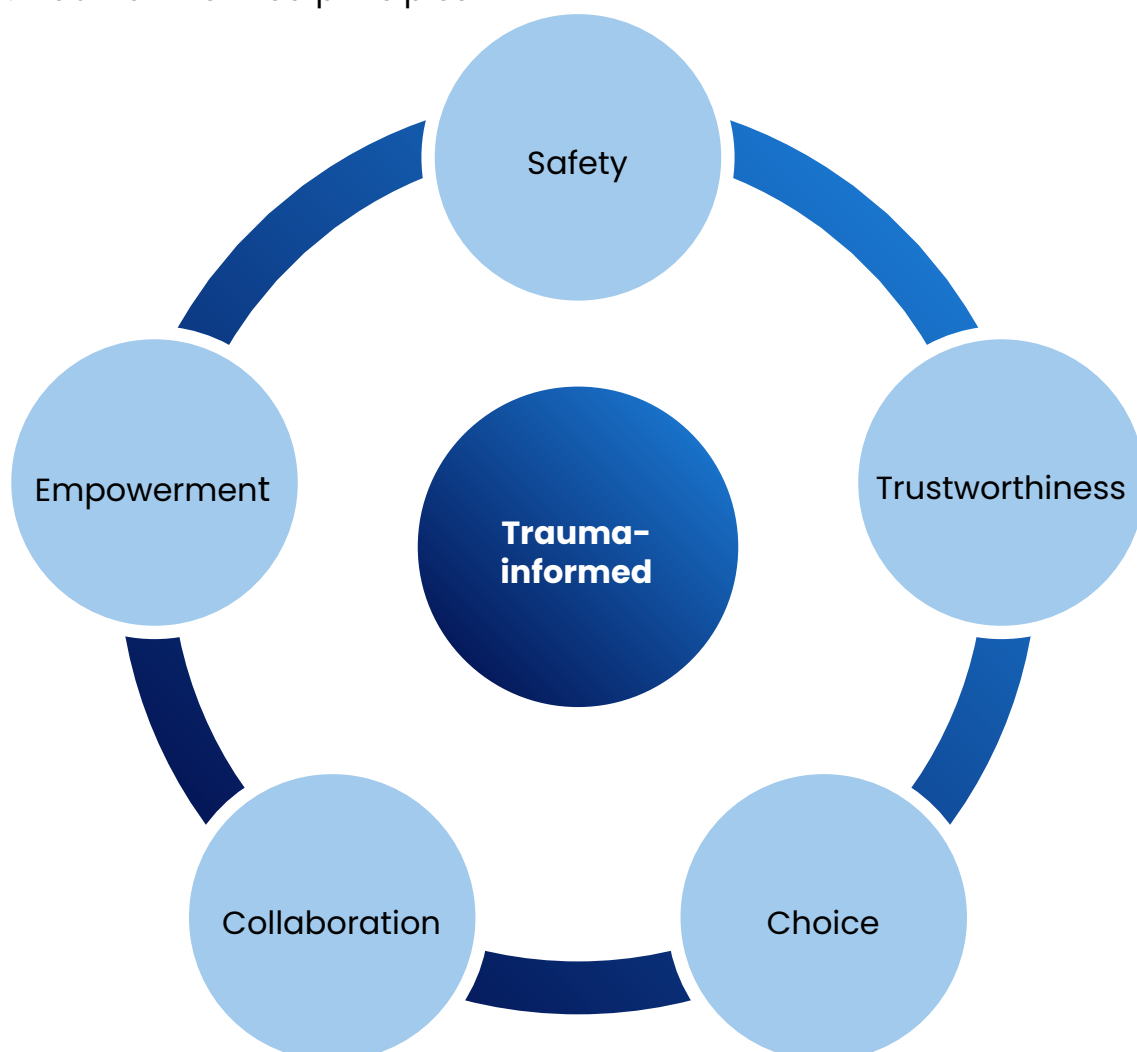 Safety
Empowerment
Trustworthiness
Trauma-
informed
Collaboration
Choice